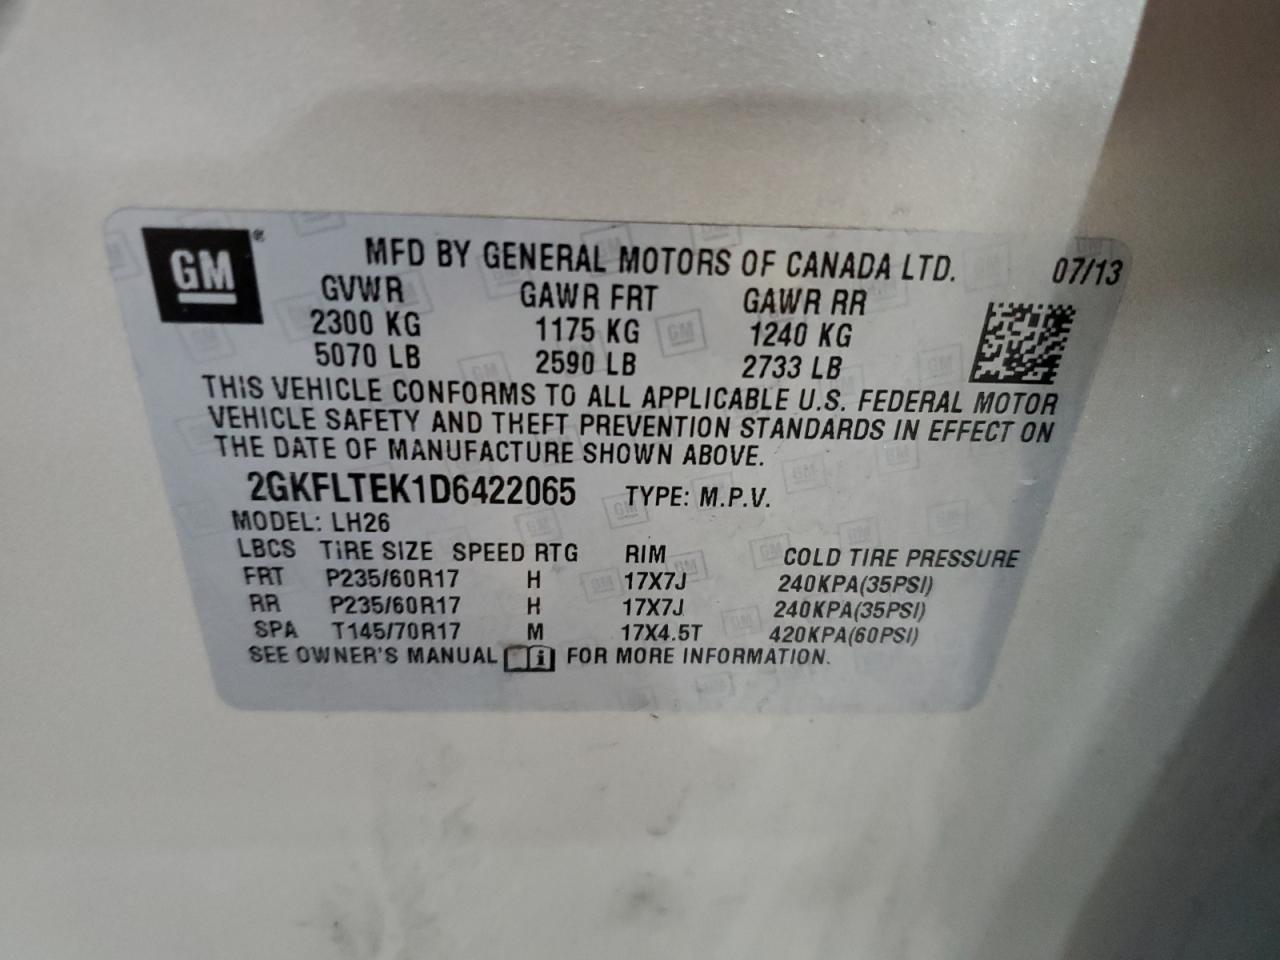 GM®
MFD BY GENERAL MOTORS OF CANADA LTD. 07/13
GVWR GAWR FRT GAWR RR
2300 KG 1175 KG 1240 KG
5070 LB 2590 LB 2733 LB
THIS VEHICLE CONFORMS TO ALL APPLICABLE U.S. FEDERAL MOTOR
VEHICLE SAFETY AND THEFT PREVENTION STANDARDS IN EFFECT ON
THE DATE OF MANUFACTURE SHOWN ABOVE.
2GKFLTEK1D6422065 TYPE: M.P.V.
MODEL: LH26
LBCS TIRE SIZE SPEED RTG RIM COLD TIRE PRESSURE
FRT P235/60R17 H 17X7J 240KPA(35PSI)
RR P235/60R17 H 17X7J 240KPA(35PSI)
SPA T145/70R17 M 17X4.5T 420KPA(60PSI)
SEE OWNER'S MANUAL i FOR MORE INFORMATION.